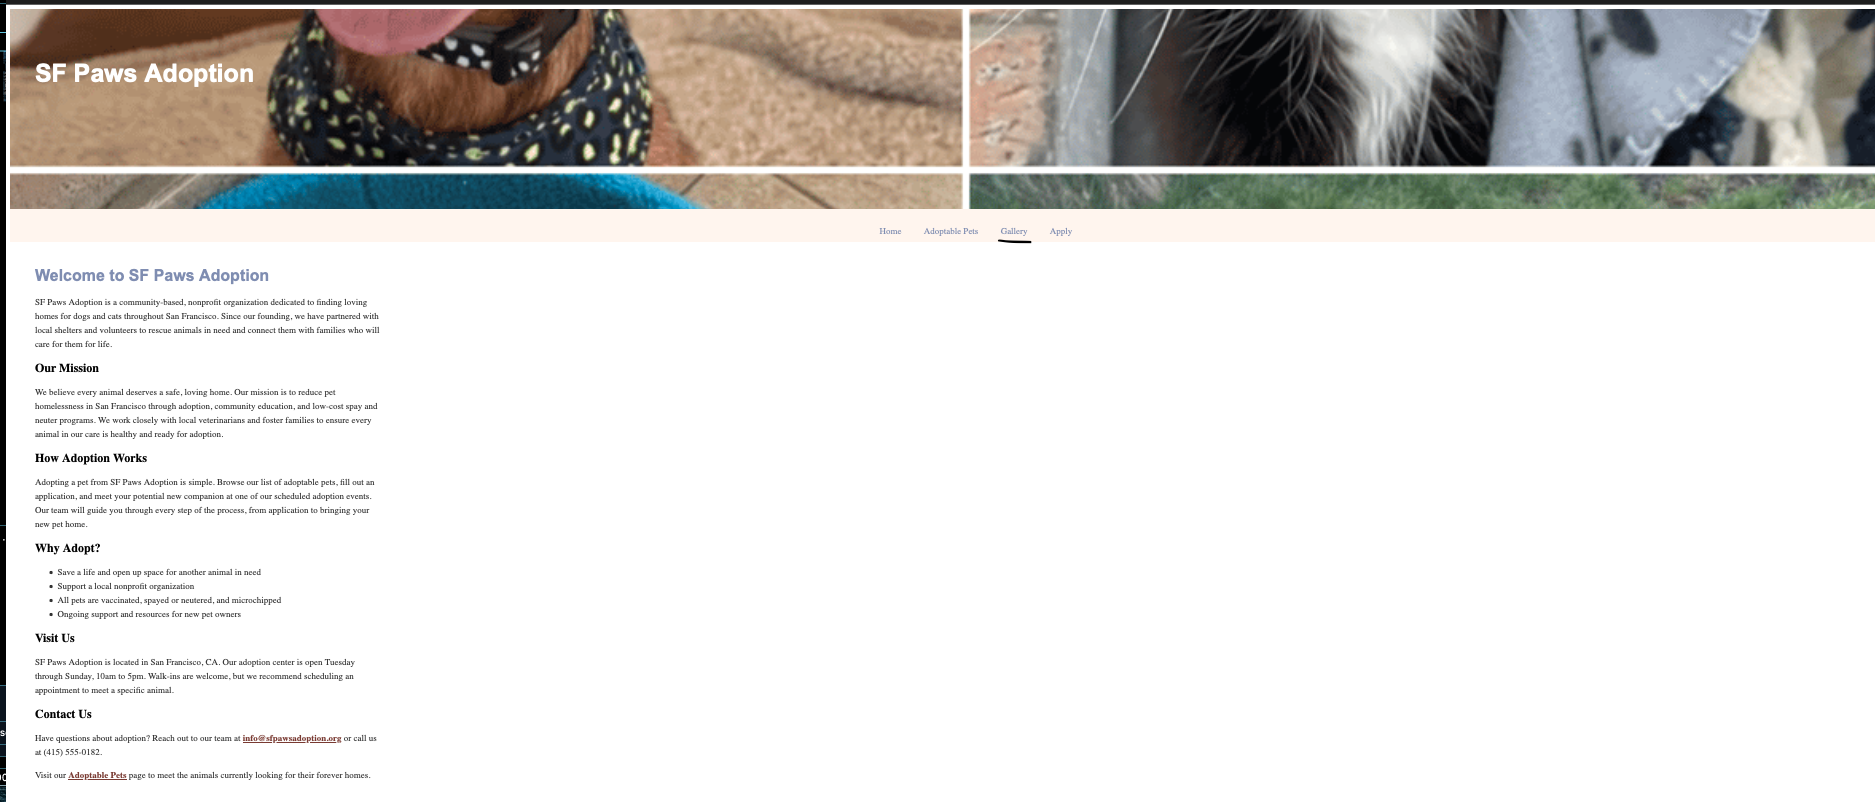 SF Paws Adoption
Home Adoptable Pets Gallery Apply
Welcome to SF Paws Adoption
SF Paws Adoption is a community-based, nonprofit organization dedicated to finding loving
homes for dogs and cats throughout San Francisco. Since our founding, we have partnered with
local shelters and volunteers to rescue animals in need and connect them with families who will
care for them for life.
Our Mission
We believe every animal deserves a safe, loving home. Our mission is to reduce pet
homelessness in San Francisco through adoption, community education, and low-cost spay and
neuter programs. We work closely with local veterinarians and foster families to ensure every
animal in our care is healthy and ready for adoption.
How Adoption Works
Adopting a pet from SF Paws Adoption is simple. Browse our list of adoptable pets, fill out an
application, and meet your potential new companion at one of our scheduled adoption events.
Our team will guide you through every step of the process, from application to bringing your
new pet home.
Why Adopt?
▪ Save a life and open up space for another animal in need
▪ Support a local nonprofit organization
▪ All pets are vaccinated, spayed or neutered, and microchipped
▪ Ongoing support and resources for new pet owners
Visit Us
SF Paws Adoption is located in San Francisco, CA. Our adoption center is open Tuesday
through Sunday, 10am to 5pm. Walk-ins are welcome, but we recommend scheduling an
appointment to meet a specific animal.
Contact Us
Have questions about adoption? Reach out to our team at info@sfpawsadoption.org or call us
at (415) 555-0182.
Visit our Adoptable Pets page to meet the animals currently looking for their forever homes.